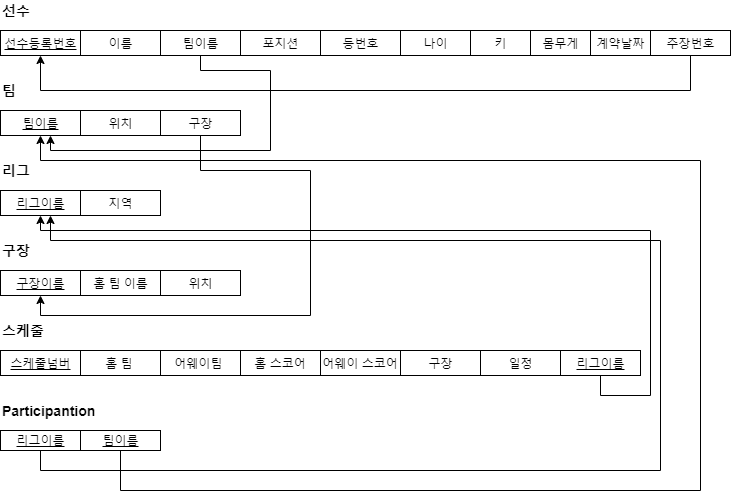 선수
선수등록번호 이름 팀이름 포지션 등번호 나이 키 몸무게 계약날짜 주장번호
팀
팀이름 위치 구장
리그
리그이름 지역
구장
구장이름 홈 팀 이름 위치
스케줄
스케줄넘버 홈 팀 어웨이팀 홈 스코어 어웨이 스코어 구장 일정 리그이름
Participantion
리그이름 팀이름